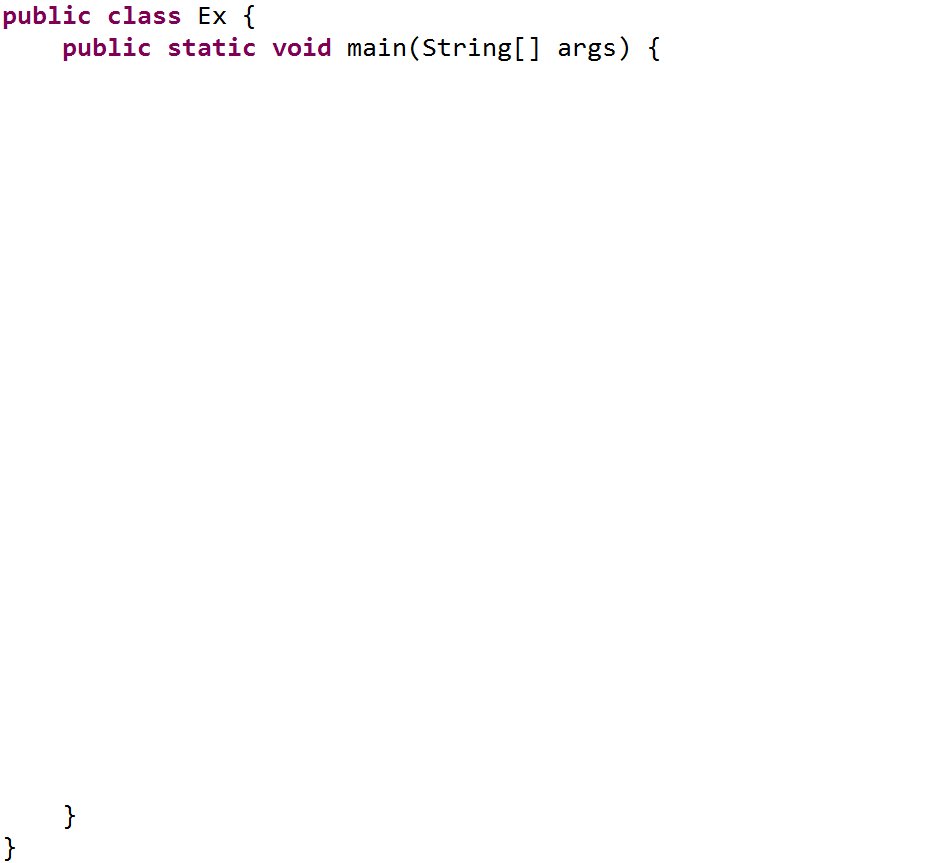 public class Ex {
    public static void main(String[] args) {
    }
}